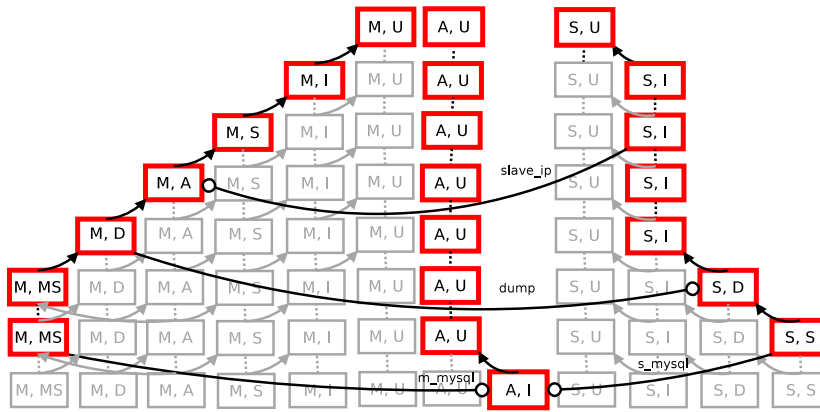 M, U A, U S, U
M, I M, U A, U S, U S, I
M, S M, I M, U A, U S, U S, I
slave_ip
M, A M, S M, I M, U A, U S, U S, I
M, D M, A M, S M, I M, U A, U S, U S, I
M, MS M, D M, A M, S M, I M, U A, U dump S, U S, I S, D
M, MS M, D M, A M, S M, I M, U A, U S, U S, I S, D S, S
m_mysql s_mysql
M, MS M, D M, A M, S M, I M, U A, U A, I S, U S, I S, D S, S